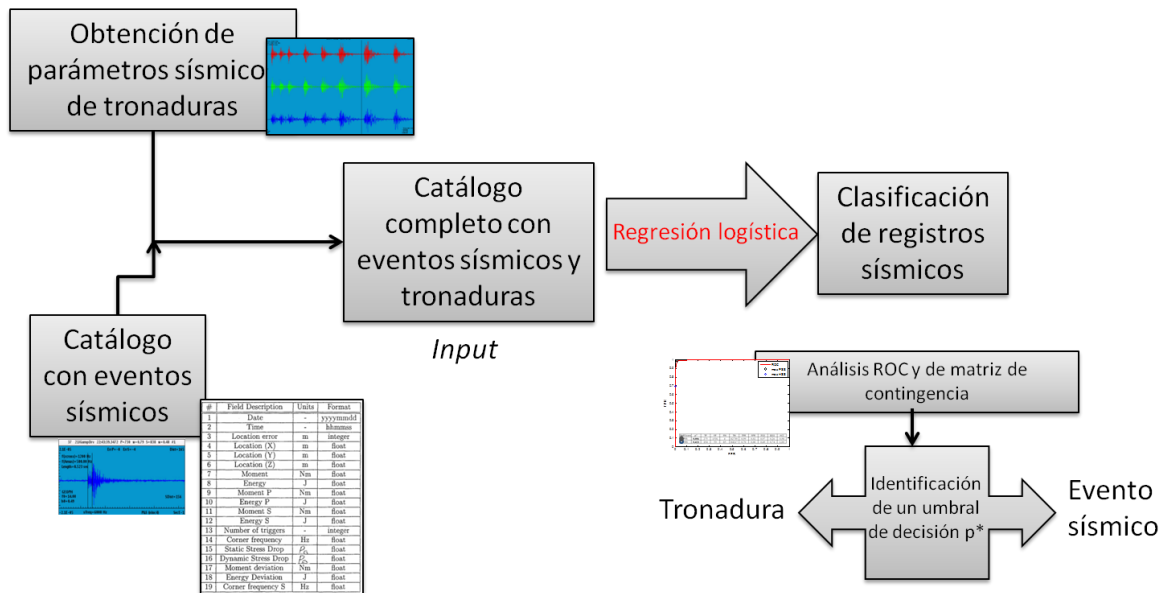 Obtención de
parámetros sísmico
de tronaduras
Catálogo
completo con
eventos sísmicos y
tronaduras
Input
Regresión logística
Clasificación
de registros
sísmicos
Catálogo
con eventos
sísmicos
# Field Description Units Format
1 Date - yyyymmdd
2 Time - hhmmss
3 Location error m integer
4 Location (X) m float
5 Location (Y) m float
6 Location (Z) m float
7 Moment Nm float
8 Energy J float
9 Moment P Nm float
10 Energy P J float
11 Moment S Nm float
12 Energy S J float
13 Number of triggers - integer
14 Corner frequency Hz float
15 Static Stress Drop Pa float
16 Dynamic Stress Drop Pa float
17 Moment deviation Nm float
18 Energy Deviation J float
19 Corner frequency S Hz float
Análisis ROC y de matriz de
contingencia
Identificación
de un umbral
de decisión p*
Tronadura
Evento
sísmico